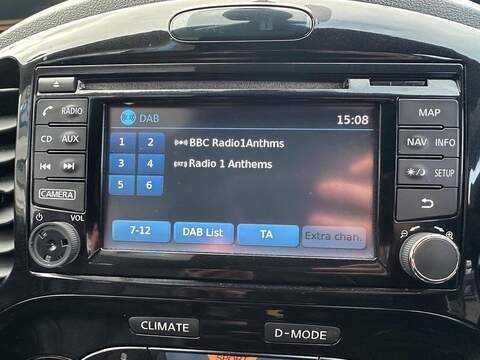 DAB 15:08
RADIO
CD AUX
CAMERA
VOL
1 2
3 4
5 6
BBC Radio1Anthms
Radio 1 Anthems
7-12 DAB List TA Extra chan.
MAP
NAV INFO
SETUP
CLIMATE D-MODE
SPORT